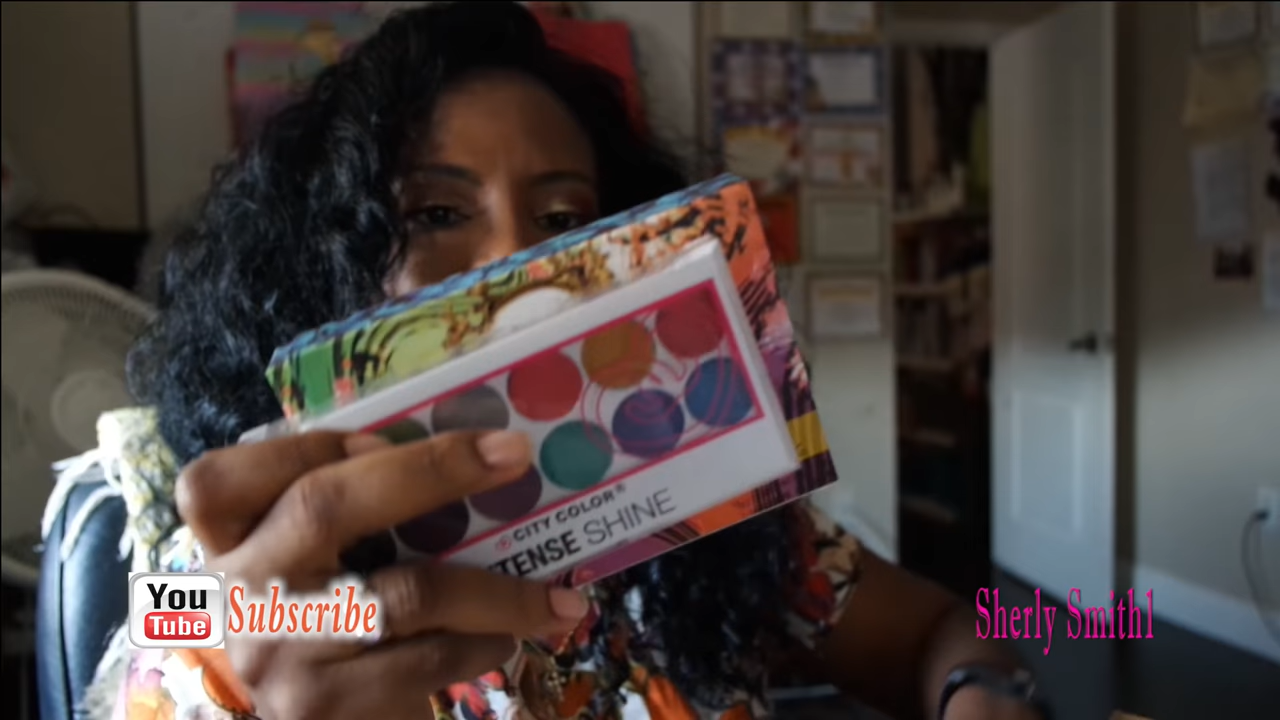 ® CITY COLOR®
TENSE SHINE
You
Tube
Subscribe
Sherly Smith1